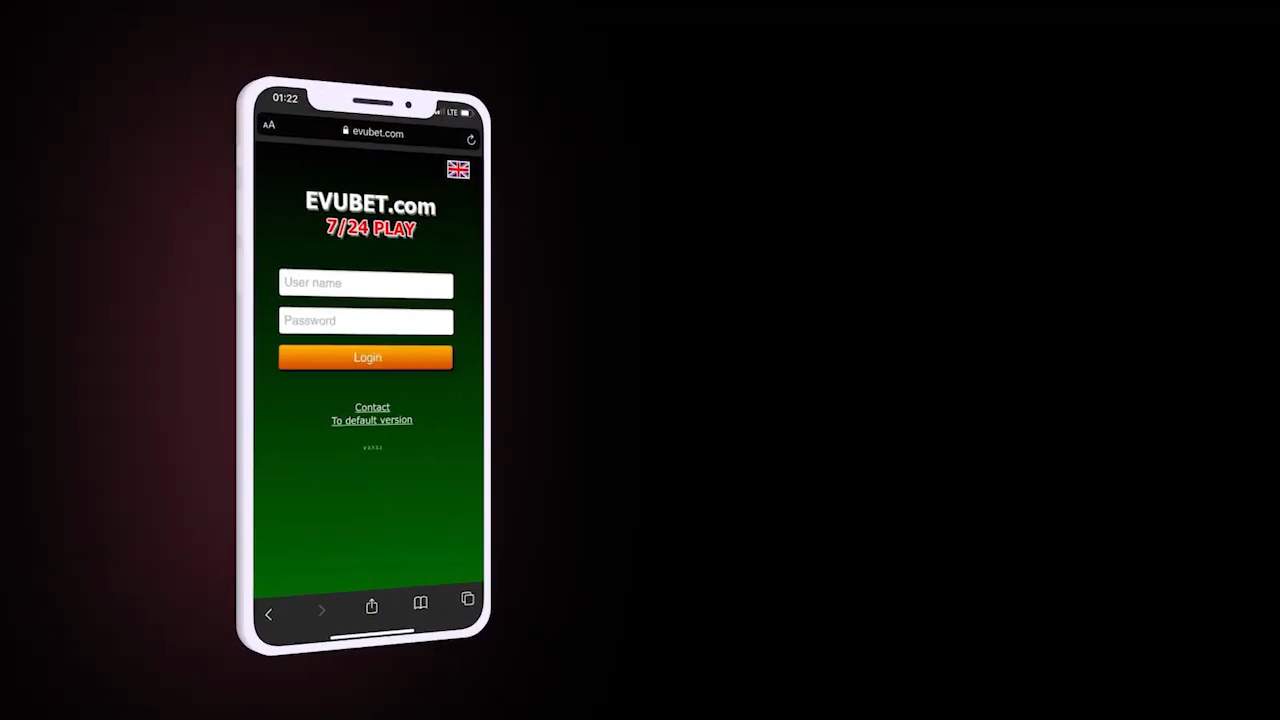 01:22
LTE
AA
evubet.com
EVUBET.com
7/24 PLAY
User name
Password
Login
Contact
To default version